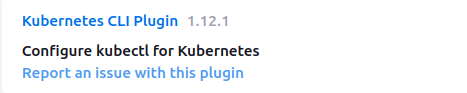 Kubernetes CLI Plugin 1.12.1
Configure kubectl for Kubernetes
Report an issue with this plugin